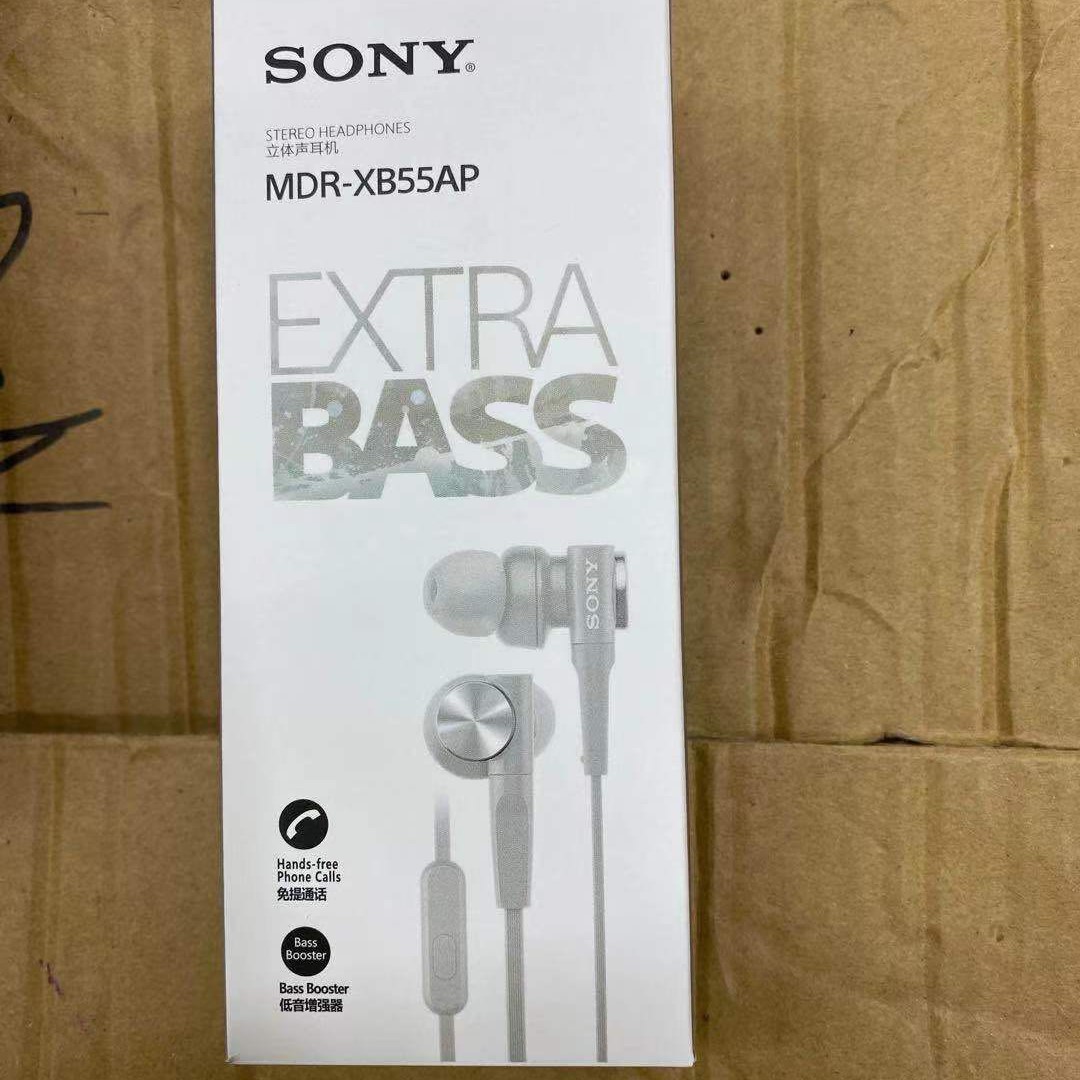 SONY®
STEREO HEADPHONES
立体声耳机
MDR-XB55AP
EXTRA
BASS
SONY
Hands-free
Phone Calls
免提通话
Bass
Booster
Bass Booster
低音增强器